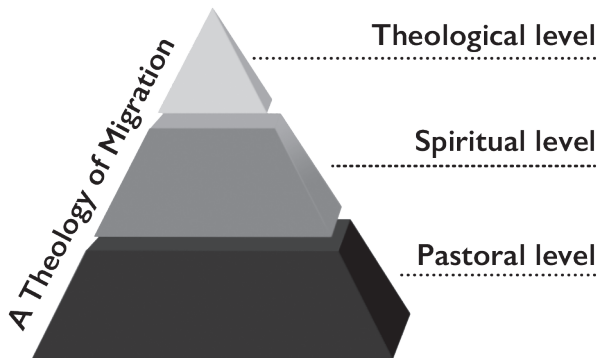 A Theology of Migration
Theological level
Spiritual level
Pastoral level